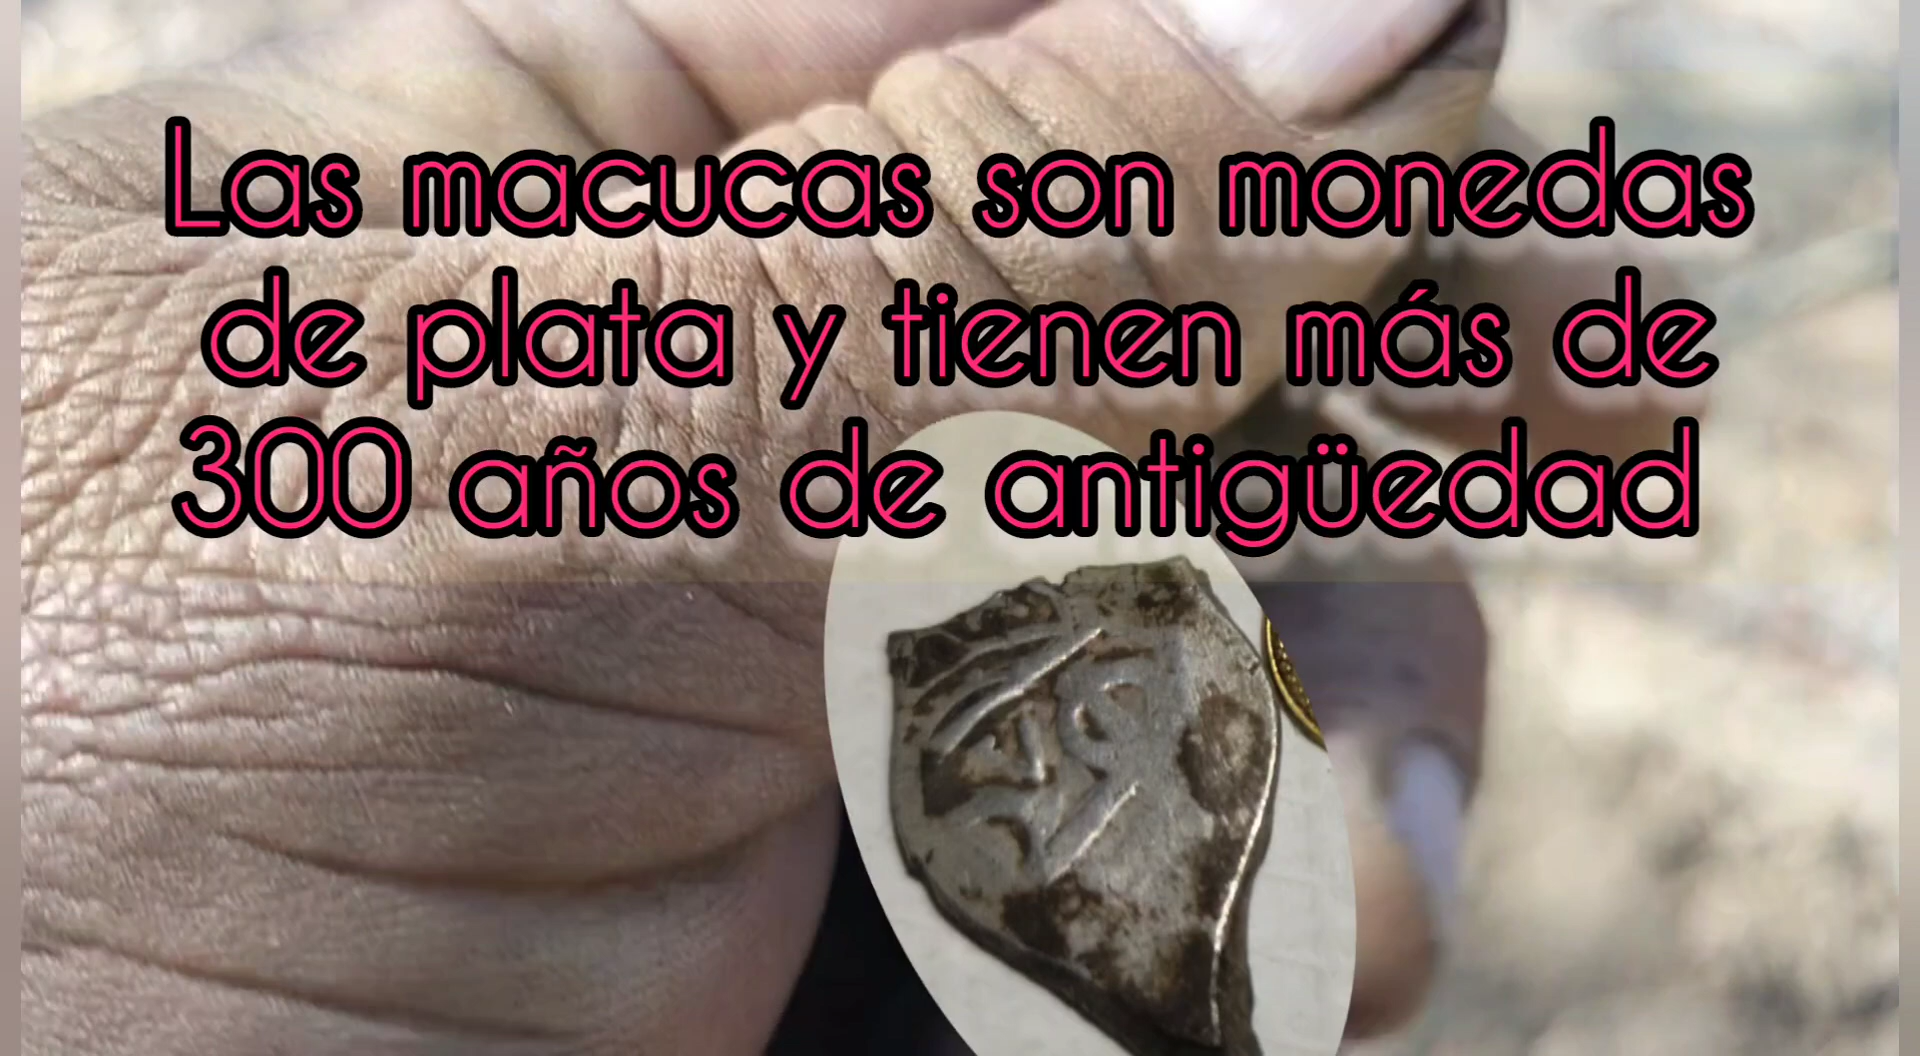 Las macucas son monedas
de plata y tienen más de
300 años de antigüedad